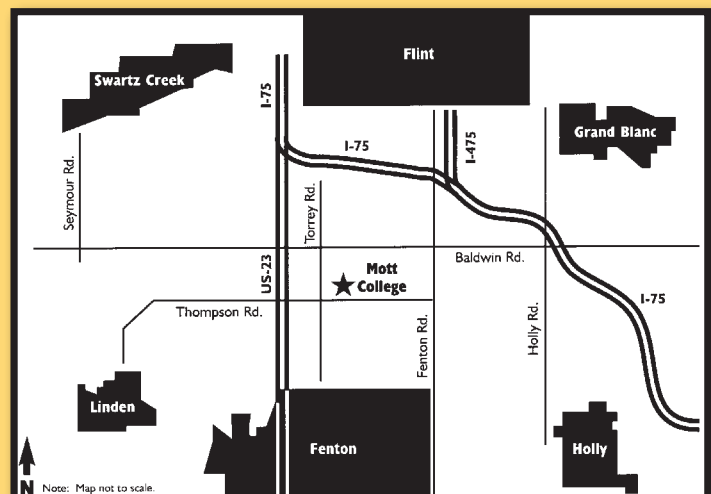 Flint
Swartz Creek
I-75
Grand Blanc
I-75
I-475
Seymour Rd.
Torrey Rd.
Baldwin Rd.
US-23
Mott
College
I-75
Thompson Rd.
Fenton Rd.
Holly Rd.
Linden
Fenton
Holly
N Note: Map not to scale.